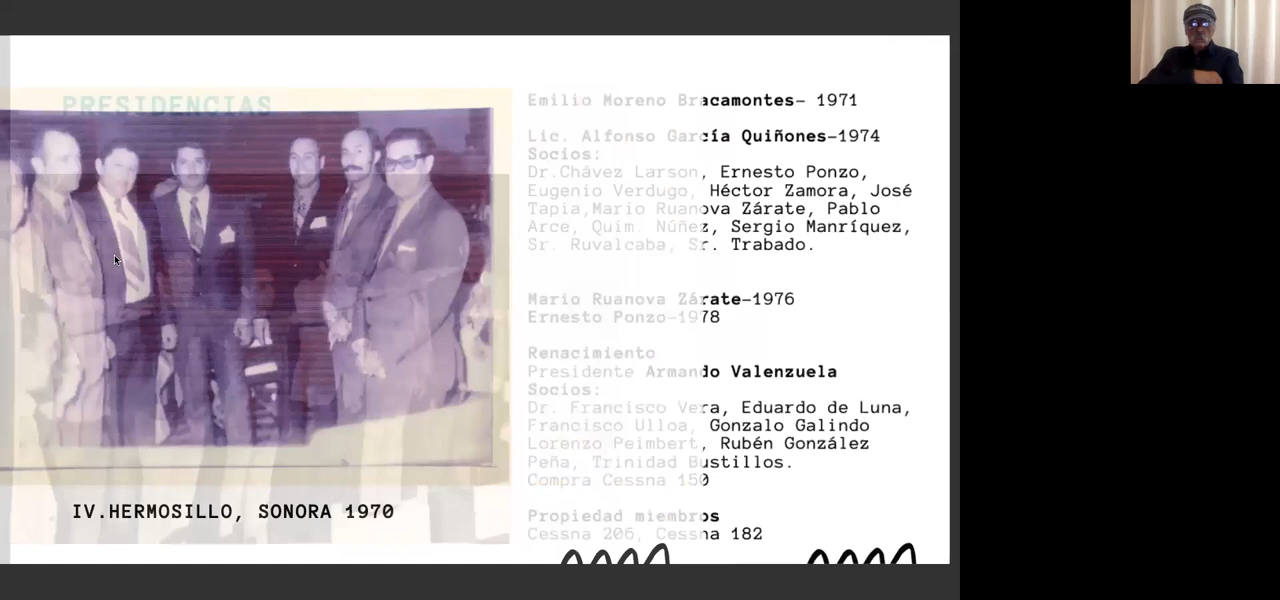 PRESIDENCIAS
IV.HERMOSILLO, SONORA 1970
Emilio Moreno Bracamontes- 1971
Lic. Alfonso García Quiñones-1974
Socios:
Dr.Chávez Larson, Ernesto Ponzo,
Eugenio Verdugo, Héctor Zamora, José
Tapia,Mario Ruanova Zárate, Pablo
Arce, Quim. Núñez, Sergio Manríquez,
Sr. Ruvalcaba, Sr. Trabado.
Mario Ruanova Zárate-1976
Ernesto Ponzo-1978
Renacimiento
Presidente Armando Valenzuela
Socios:
Dr. Francisco Vera, Eduardo de Luna,
Francisco Ulloa, Gonzalo Galindo
Lorenzo Peimbert, Rubén González
Peña, Trinidad Bustillos.
Compra Cessna 150
Propiedad miembros
Cessna 206, Cessna 182